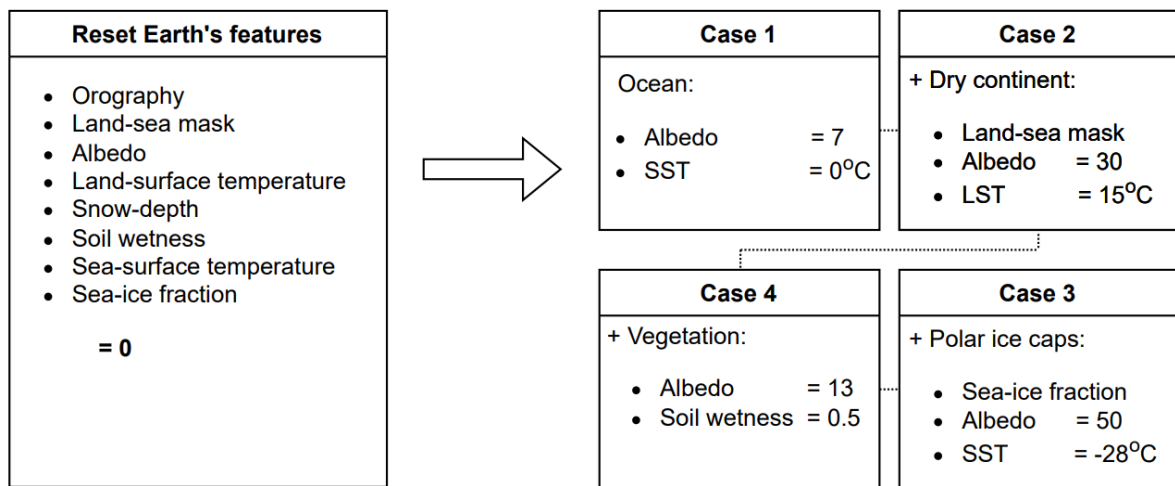 Reset Earth's features
• Orography
• Land-sea mask
• Albedo
• Land-surface temperature
• Snow-depth
• Soil wetness
• Sea-surface temperature
• Sea-ice fraction
= 0
Case 1
Ocean:
• Albedo = 7
• SST = 0°C
Case 2
+ Dry continent:
• Land-sea mask
• Albedo = 30
• LST = 15°C
Case 4
+ Vegetation:
• Albedo = 13
• Soil wetness = 0.5
Case 3
+ Polar ice caps:
• Sea-ice fraction
• Albedo = 50
• SST = -28°C